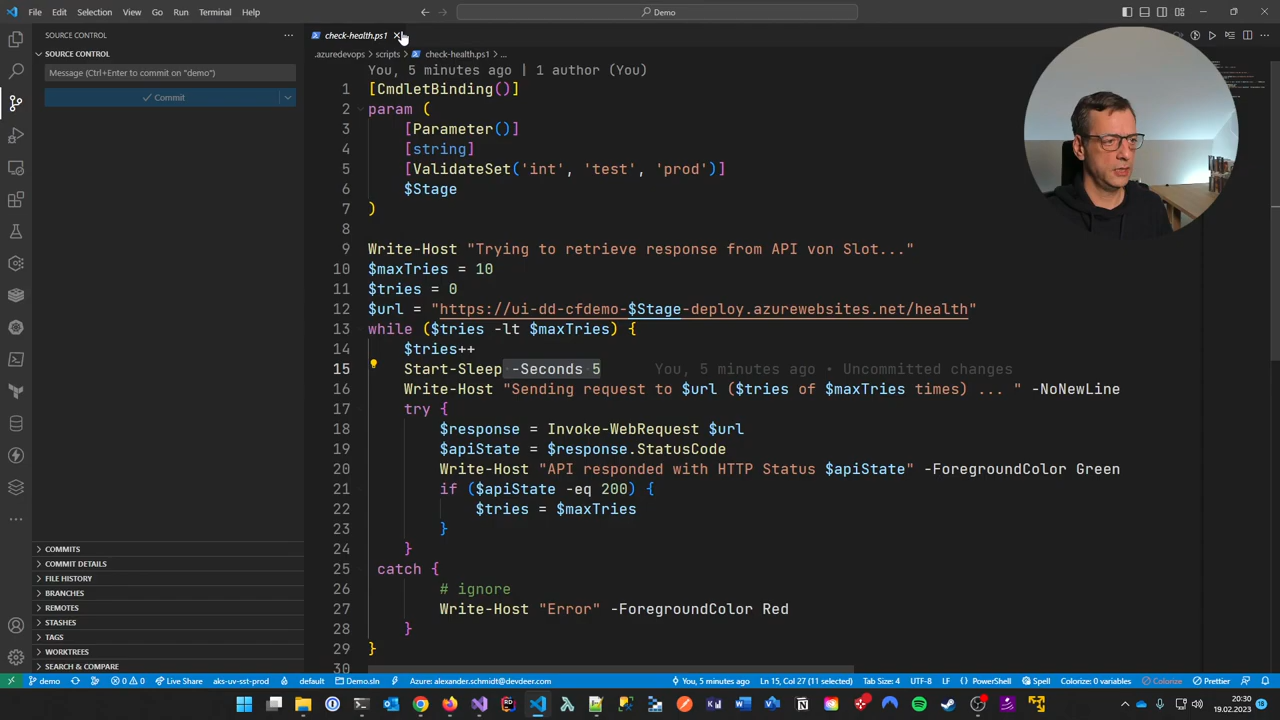 File Edit Selection View Go Run Terminal Help
Demo
SOURCE CONTROL
check-health.ps1
.azuredevops > scripts > check-health.ps1 > ...
SOURCE CONTROL
Message (Ctrl+Enter to commit on "demo")
Commit
You, 5 minutes ago | 1 author (You)
1 [CmdletBinding()]
2 param (
3 [Parameter()]
4 [string]
5 [ValidateSet('int', 'test', 'prod')]
6 $Stage
7 )
8
9 Write-Host "Trying to retrieve response from API von Slot..."
10 $maxTries = 10
11 $tries = 0
12 $url = "https://ui-dd-cfdemo-$Stage-deploy.azurewebsites.net/health"
13 while ($tries -lt $maxTries) {
14 $tries++
15 Start-Sleep -Seconds 5 You, 5 minutes ago • Uncommitted changes
16 Write-Host "Sending request to $url ($tries of $maxTries times) ... " -NoNewLine
17 try {
18 $response = Invoke-WebRequest $url
19 $apiState = $response.StatusCode
20 Write-Host "API responded with HTTP Status $apiState" -ForegroundColor Green
21 if ($apiState -eq 200) {
22 $tries = $maxTries
23 }
24 }
25 catch {
26 # ignore
27 Write-Host "Error" -ForegroundColor Red
28 }
29 }
30
COMMITS
COMMIT DETAILS
FILE HISTORY
BRANCHES
REMOTES
STASHES
TAGS
WORKTREES
SEARCH & COMPARE
demo 0 0 Live Share aks-uv-sst-prod default Demo.sln Azure: alexander.schmidt@devdeer.com You, 5 minutes ago Ln 15, Col 27 (11 selected) Tab Size: 4 UTF-8 LF PowerShell Spell Colorize: 0 variables Colorize Prettier
20:30
19.02.2023